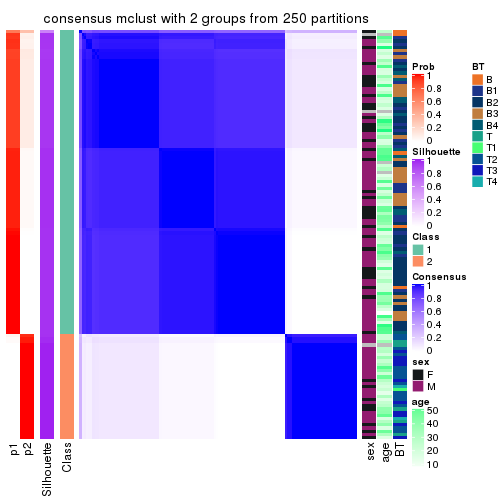 consensus mclust with 2 groups from 250 partitions
p1
p2
Silhouette
Class
sex
age
BT
Prob
1
0.8
0.6
0.4
0.2
0
Silhouette
1
0.8
0.6
0.4
0.2
0
Class
1
2
Consensus
1
0.8
0.6
0.4
0.2
0
sex
F
M
age
50
40
30
20
10
BT
B
B1
B2
B3
B4
T
T1
T2
T3
T4